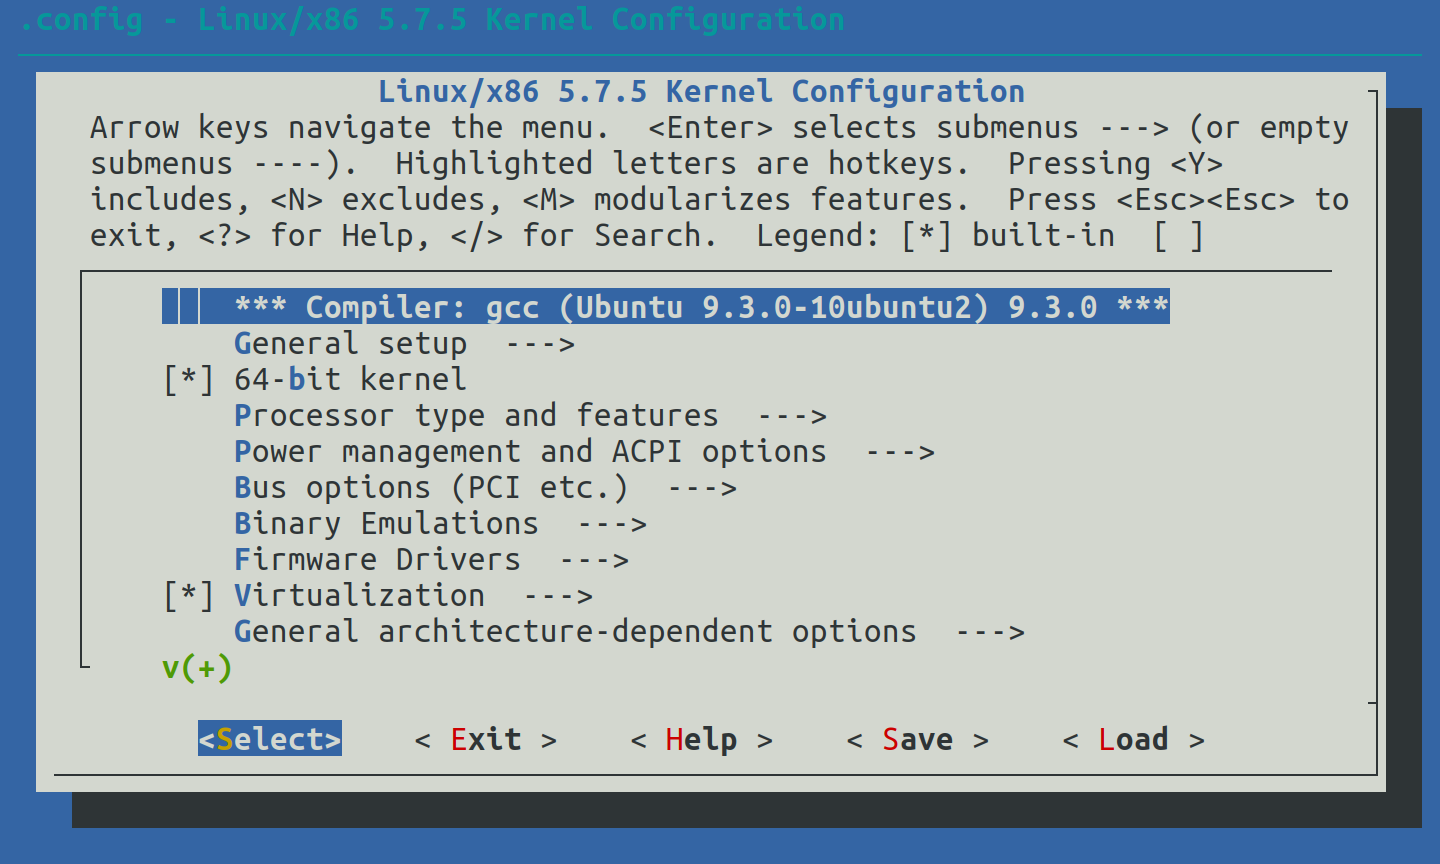 .config - Linux/x86 5.7.5 Kernel Configuration
Linux/x86 5.7.5 Kernel Configuration
Arrow keys navigate the menu.  <Enter> selects submenus ---> (or empty
submenus ----).  Highlighted letters are hotkeys.  Pressing <Y>
includes, <N> excludes, <M> modularizes features.  Press <Esc><Esc> to
exit, <?> for Help, </> for Search.  Legend: [*] built-in  [ ]
*** Compiler: gcc (Ubuntu 9.3.0-10ubuntu2) 9.3.0 ***
General setup  --->
[*] 64-bit kernel
Processor type and features  --->
Power management and ACPI options  --->
Bus options (PCI etc.)  --->
Binary Emulations  --->
Firmware Drivers  --->
[*] Virtualization  --->
General architecture-dependent options  --->
v(+)
<Select>    < Exit >    < Help >    < Save >    < Load >